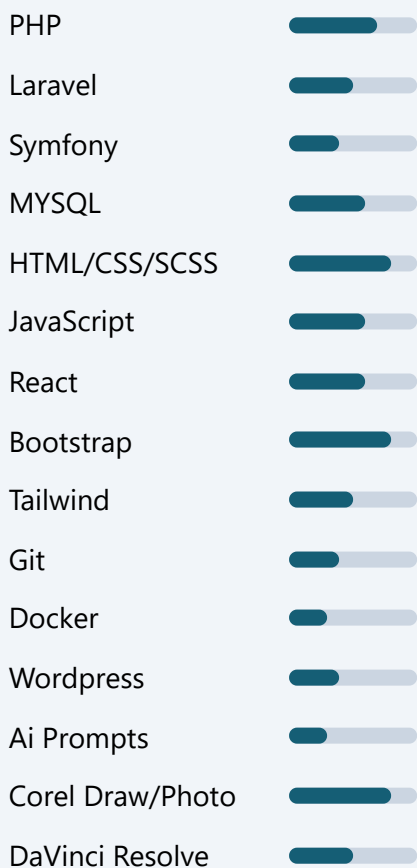 PHP
Laravel
Symfony
MYSQL
HTML/CSS/SCSS
JavaScript
React
Bootstrap
Tailwind
Git
Docker
Wordpress
Ai Prompts
Corel Draw/Photo
DaVinci Resolve